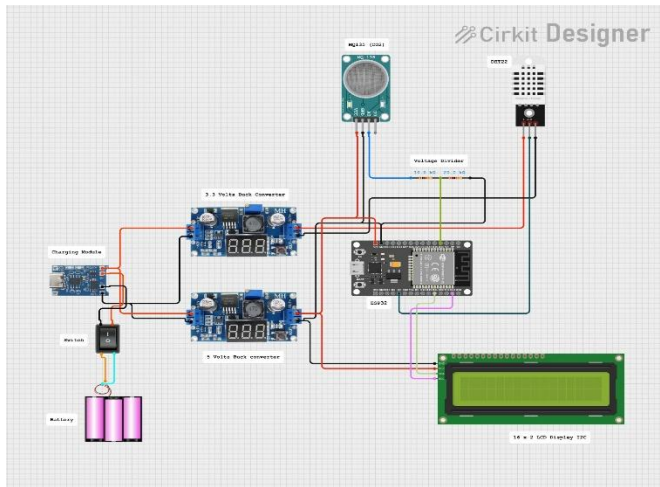 Cirkit Designer
MQ135 (CO2)
DHT22
Voltage Divider
3.3 Volts Buck Converter
Charging Module
ESP32
Switch
5 Volts Buck converter
Battery
16 x 2 LCD Display I2C